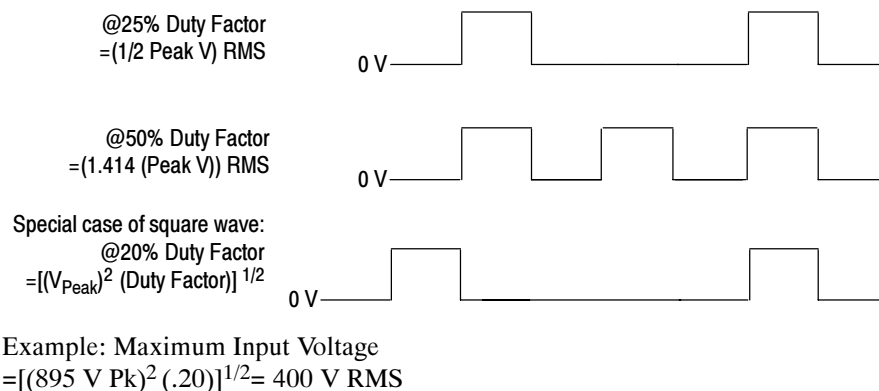 @25% Duty Factor
=(1/2 Peak V) RMS
0 V
@50% Duty Factor
=(1.414 (Peak V)) RMS
0 V
Special case of square wave:
@20% Duty Factor
=[(V_Peak)^2 (Duty Factor)] ^1/2
0 V
Example: Maximum Input Voltage
=[(895 V Pk)^2 (.20)]^1/2= 400 V RMS